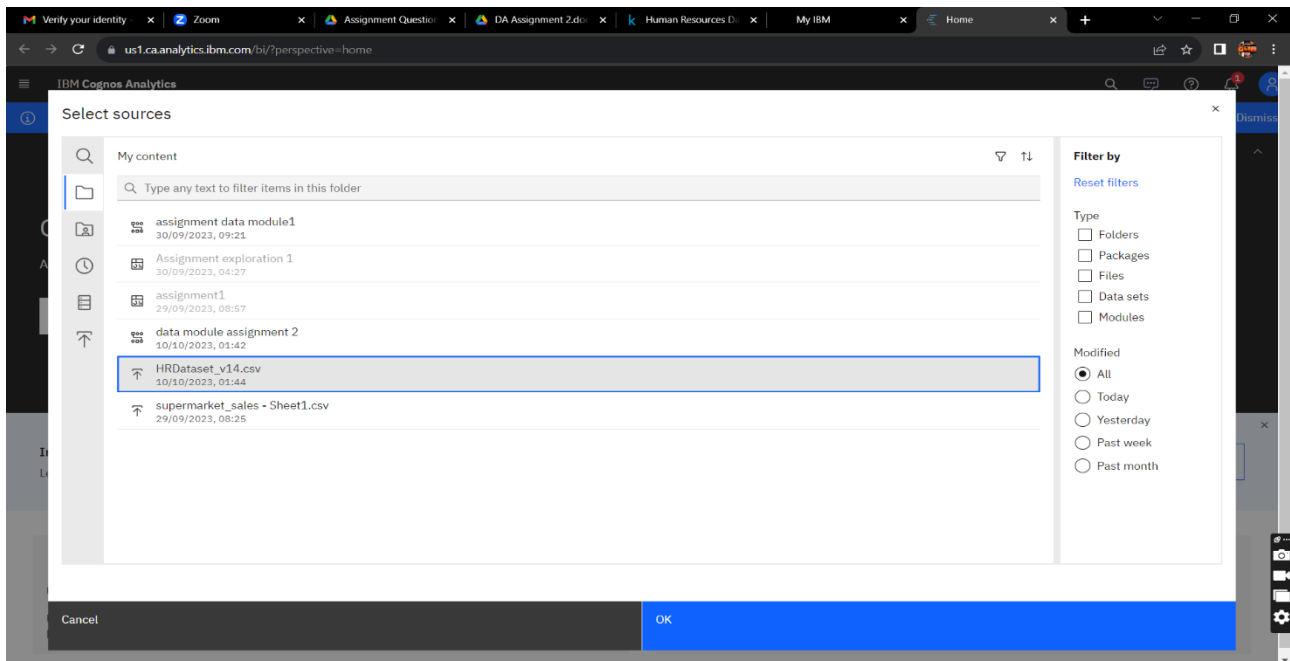 Verify your identity -
Zoom
Assignment Question
DA Assignment 2.do
Human Resources Da
My IBM
Home
us1.ca.analytics.ibm.com/bi/?perspective=home
IBM Cognos Analytics
1
Dismiss
Select sources
My content
Type any text to filter items in this folder
assignment data module1
30/09/2023, 09:21
Assignment exploration 1
30/09/2023, 04:27
assignment1
29/09/2023, 08:57
data module assignment 2
10/10/2023, 01:42
HRDataset_v14.csv
10/10/2023, 01:44
supermarket_sales - Sheet1.csv
29/09/2023, 08:25
Filter by
Reset filters
Type
Folders
Packages
Files
Data sets
Modules
Modified
All
Today
Yesterday
Past week
Past month
Cancel
OK